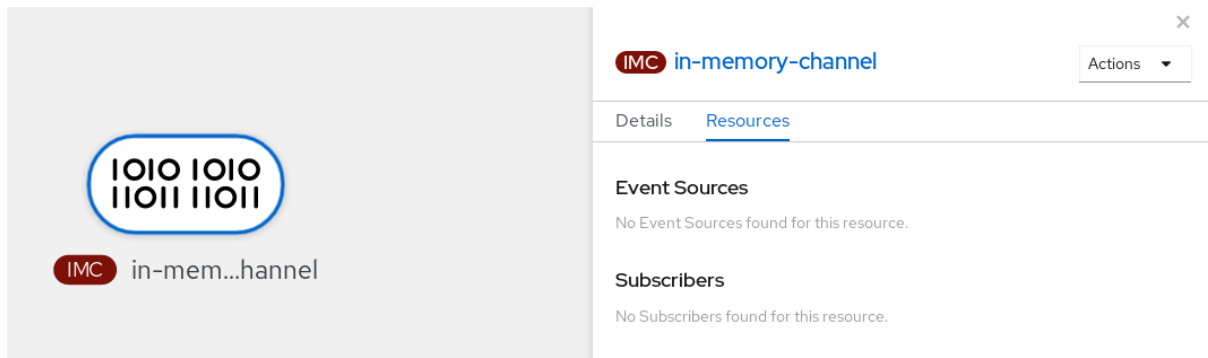 1010 1010
11011 11011
IMC in-mem...hannel
×
IMC in-memory-channel
Actions
Details Resources
Event Sources
No Event Sources found for this resource.
Subscribers
No Subscribers found for this resource.